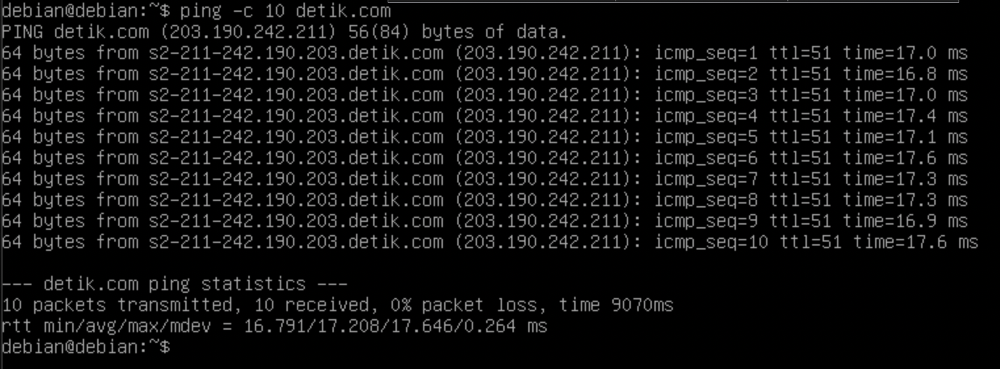 debian@debian:~$ ping -c 10 detik.com
PING detik.com (203.190.242.211) 56(84) bytes of data.
64 bytes from s2-211-242.190.203.detik.com (203.190.242.211): icmp_seq=1 ttl=51 time=17.0 ms
64 bytes from s2-211-242.190.203.detik.com (203.190.242.211): icmp_seq=2 ttl=51 time=16.8 ms
64 bytes from s2-211-242.190.203.detik.com (203.190.242.211): icmp_seq=3 ttl=51 time=17.0 ms
64 bytes from s2-211-242.190.203.detik.com (203.190.242.211): icmp_seq=4 ttl=51 time=17.4 ms
64 bytes from s2-211-242.190.203.detik.com (203.190.242.211): icmp_seq=5 ttl=51 time=17.1 ms
64 bytes from s2-211-242.190.203.detik.com (203.190.242.211): icmp_seq=6 ttl=51 time=17.6 ms
64 bytes from s2-211-242.190.203.detik.com (203.190.242.211): icmp_seq=7 ttl=51 time=17.3 ms
64 bytes from s2-211-242.190.203.detik.com (203.190.242.211): icmp_seq=8 ttl=51 time=17.3 ms
64 bytes from s2-211-242.190.203.detik.com (203.190.242.211): icmp_seq=9 ttl=51 time=16.9 ms
64 bytes from s2-211-242.190.203.detik.com (203.190.242.211): icmp_seq=10 ttl=51 time=17.6 ms
--- detik.com ping statistics ---
10 packets transmitted, 10 received, 0% packet loss, time 9070ms
rtt min/avg/max/mdev = 16.791/17.208/17.646/0.264 ms
debian@debian:~$